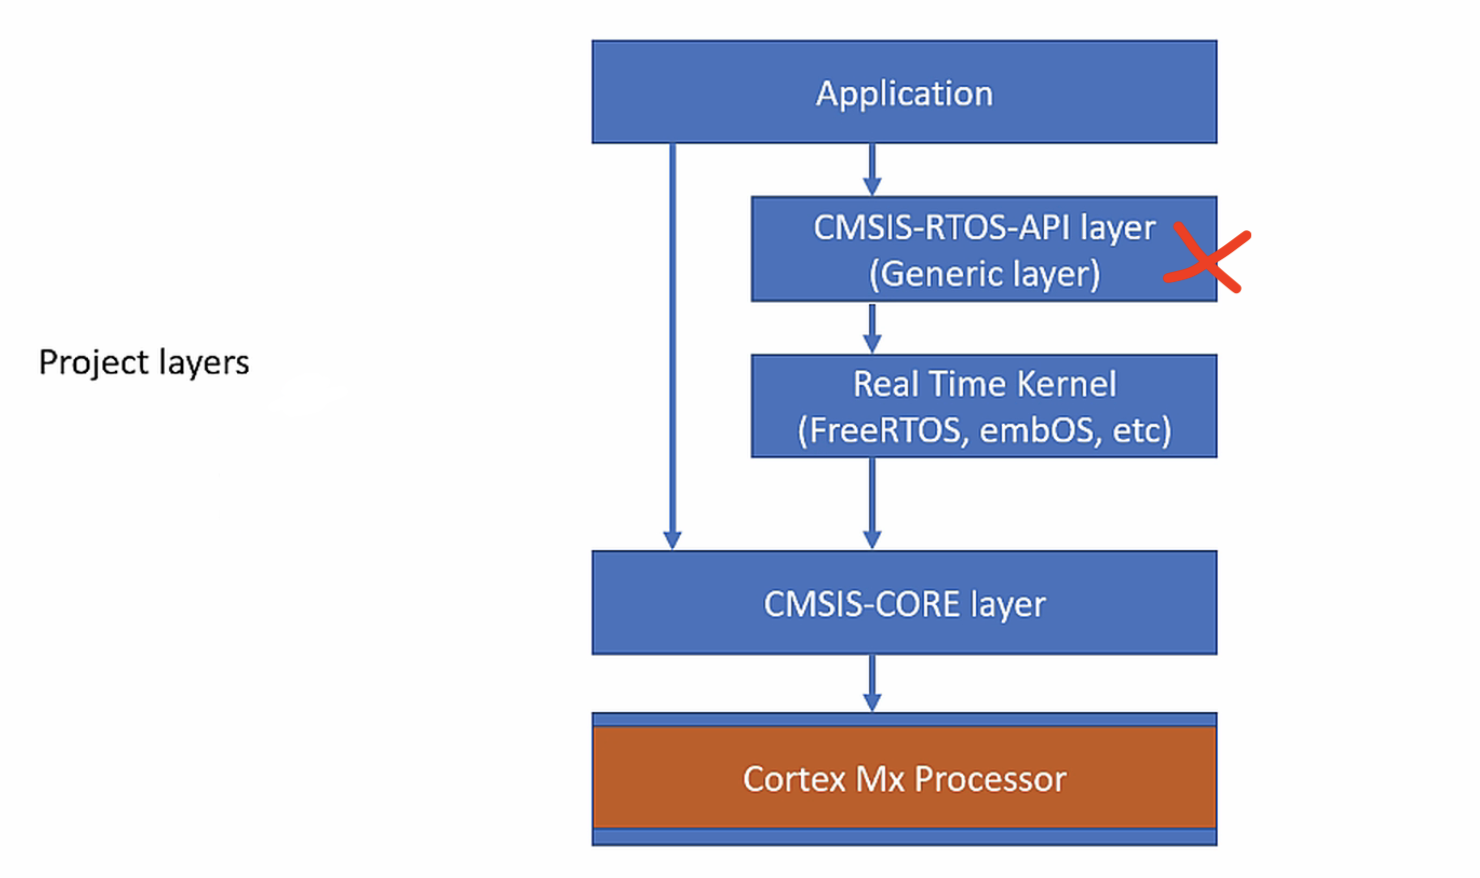 Application
CMSIS-RTOS-API layer
(Generic layer)
Project layers
Real Time Kernel
(FreeRTOS, embOS, etc)
CMSIS-CORE layer
Cortex Mx Processor